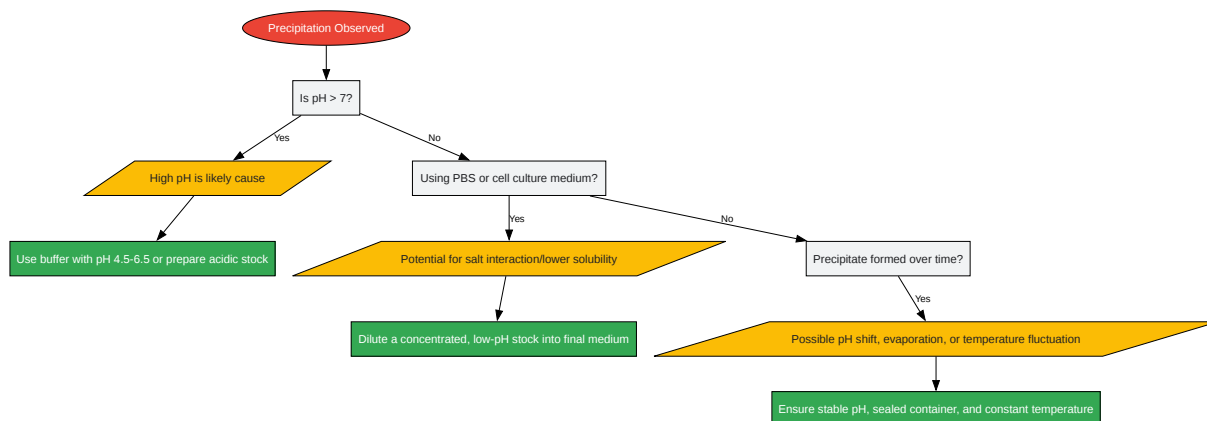 Precipitation Observed
Is pH > 7?
Yes
No
High pH is likely cause
Using PBS or cell culture medium?
Yes
No
Use buffer with pH 4.5-6.5 or prepare acidic stock
Potential for salt interaction/lower solubility
Precipitate formed over time?
Yes
Dilute a concentrated, low-pH stock into final medium
Possible pH shift, evaporation, or temperature fluctuation
Ensure stable pH, sealed container, and constant temperature